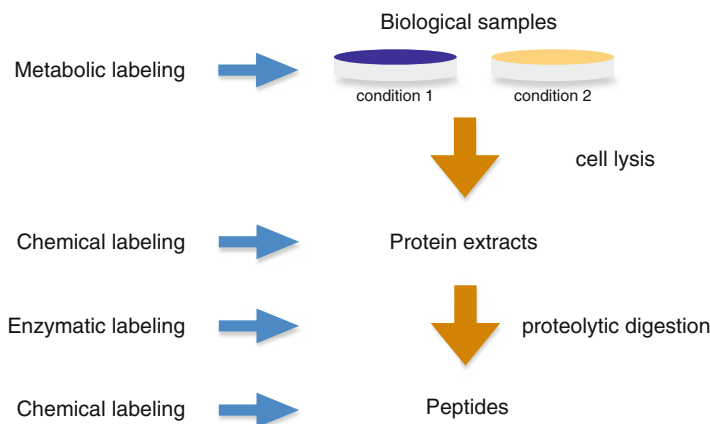 Biological samples
Metabolic labeling
condition 1
condition 2
cell lysis
Chemical labeling
Protein extracts
Enzymatic labeling
proteolytic digestion
Chemical labeling
Peptides